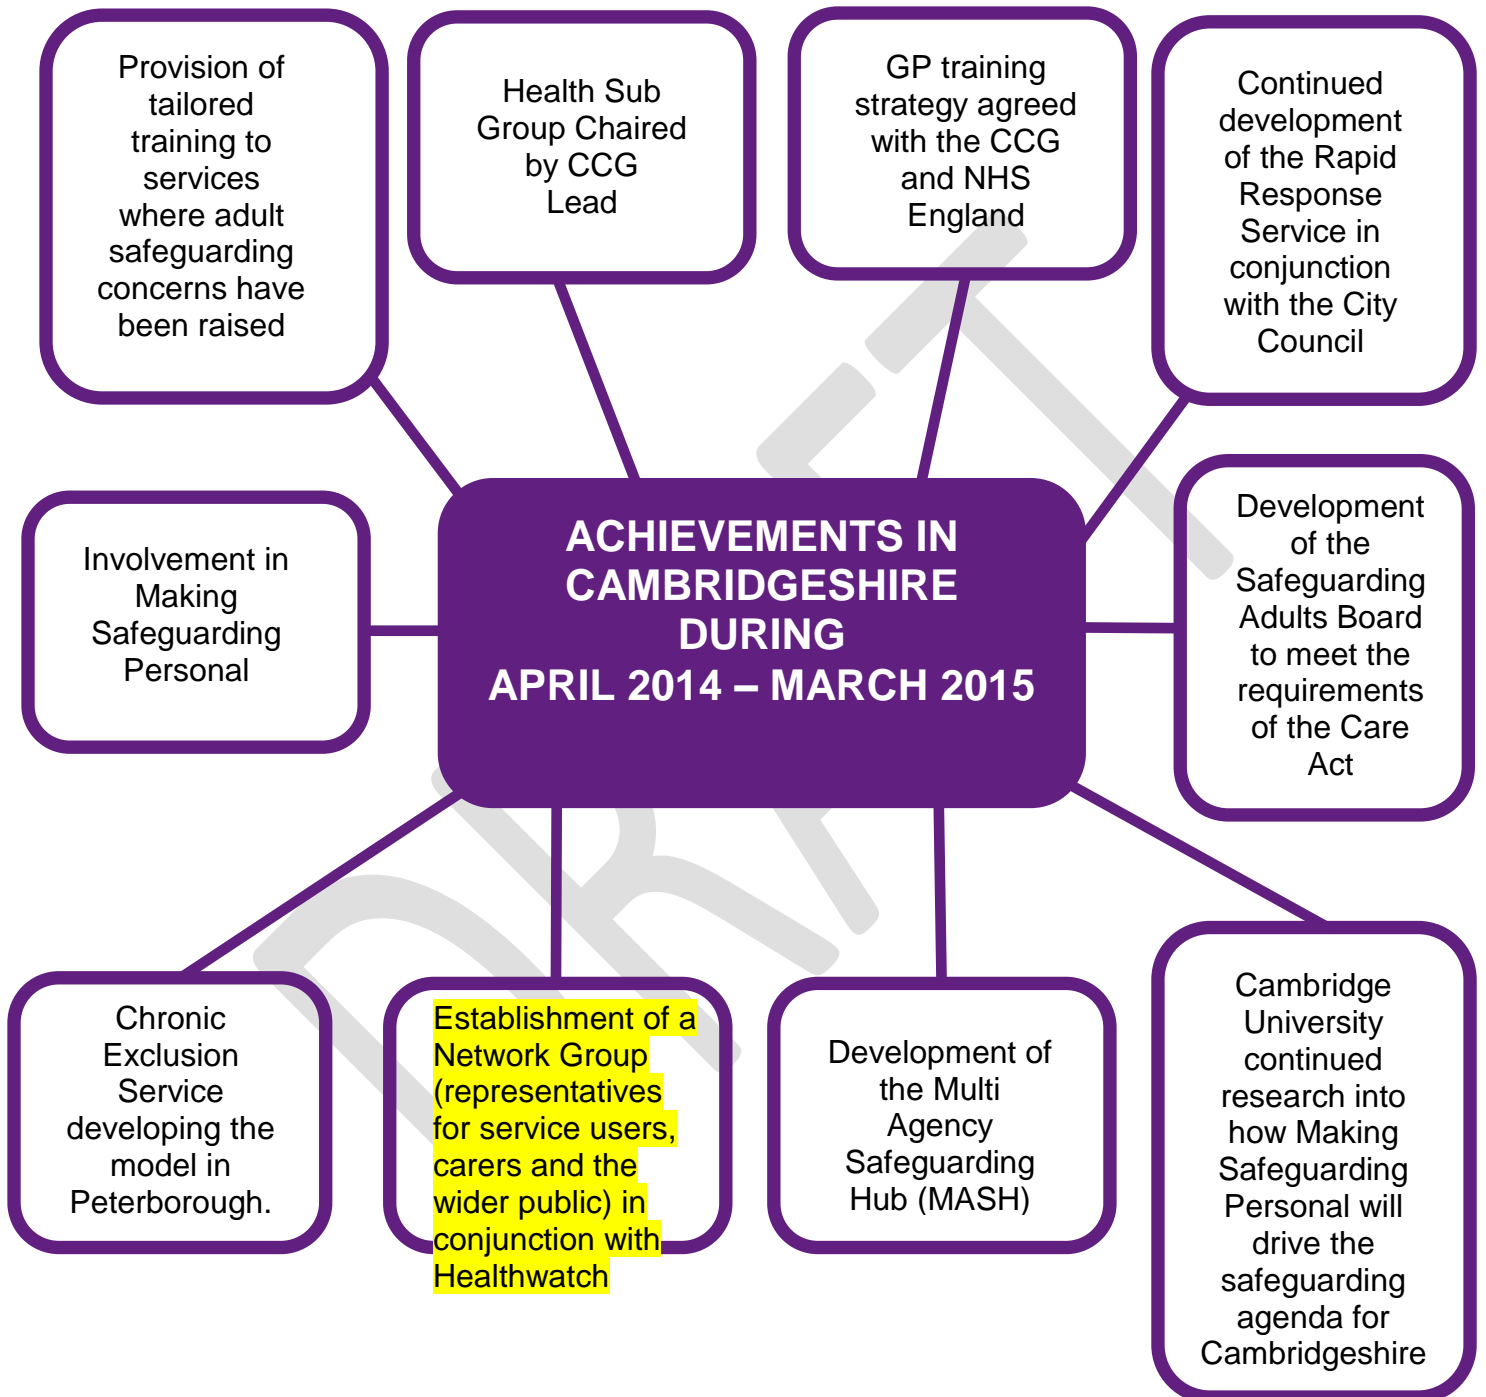 Provision of
tailored
training to
services
where adult
safeguarding
concerns have
been raised
Health Sub
Group Chaired
by CCG
Lead
GP training
strategy agreed
with the CCG
and NHS
England
Continued
development
of the Rapid
Response
Service in
conjunction
with the City
Council
Involvement in
Making
Safeguarding
Personal
ACHIEVEMENTS IN
CAMBRIDGESHIRE
DURING
APRIL 2014 – MARCH 2015
Development
of the
Safeguarding
Adults Board
to meet the
requirements
of the Care
Act
Chronic
Exclusion
Service
developing the
model in
Peterborough.
Establishment of a
Network Group
(representatives
for service users,
carers and the
wider public) in
conjunction with
Healthwatch
Development of
the Multi
Agency
Safeguarding
Hub (MASH)
Cambridge
University
continued
research into
how Making
Safeguarding
Personal will
drive the
safeguarding
agenda for
Cambridgeshire
DRAFT